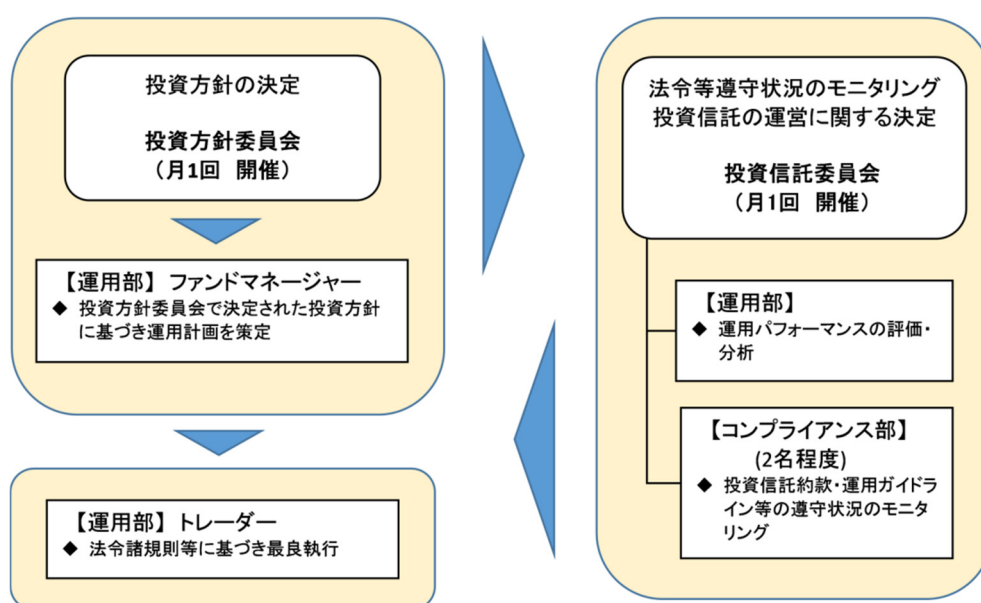 投資方針の決定
投資方針委員会
（月1回　開催）
【運用部】 ファンドマネージャー
◆ 投資方針委員会で決定された投資方針
に基づき運用計画を策定
【運用部】 トレーダー
◆ 法令諸規則等に基づき最良執行
法令等遵守状況のモニタリング
投資信託の運営に関する決定
投資信託委員会
（月1回　開催）
【運用部】
◆ 運用パフォーマンスの評価・
分析
【コンプライアンス部】
(2名程度)
◆ 投資信託約款・運用ガイドラ
イン等の遵守状況のモニタ
リング